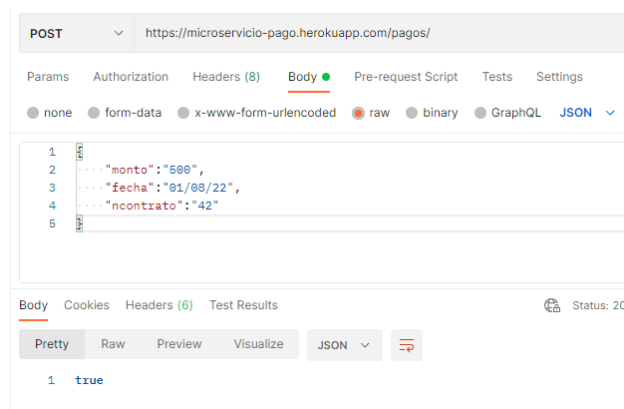 POST https://microservicio-pago.herokuapp.com/pagos/
Params Authorization Headers (8) Body Pre-request Script Tests Settings
none form-data x-www-form-urlencoded raw binary GraphQL JSON
1 {
2 ····"monto":"500",
3 ····"fecha":"01/08/22",
4 ····"ncontrato":"42"
5 }
Body Cookies Headers (6) Test Results Status: 20
Pretty Raw Preview Visualize JSON
1 true